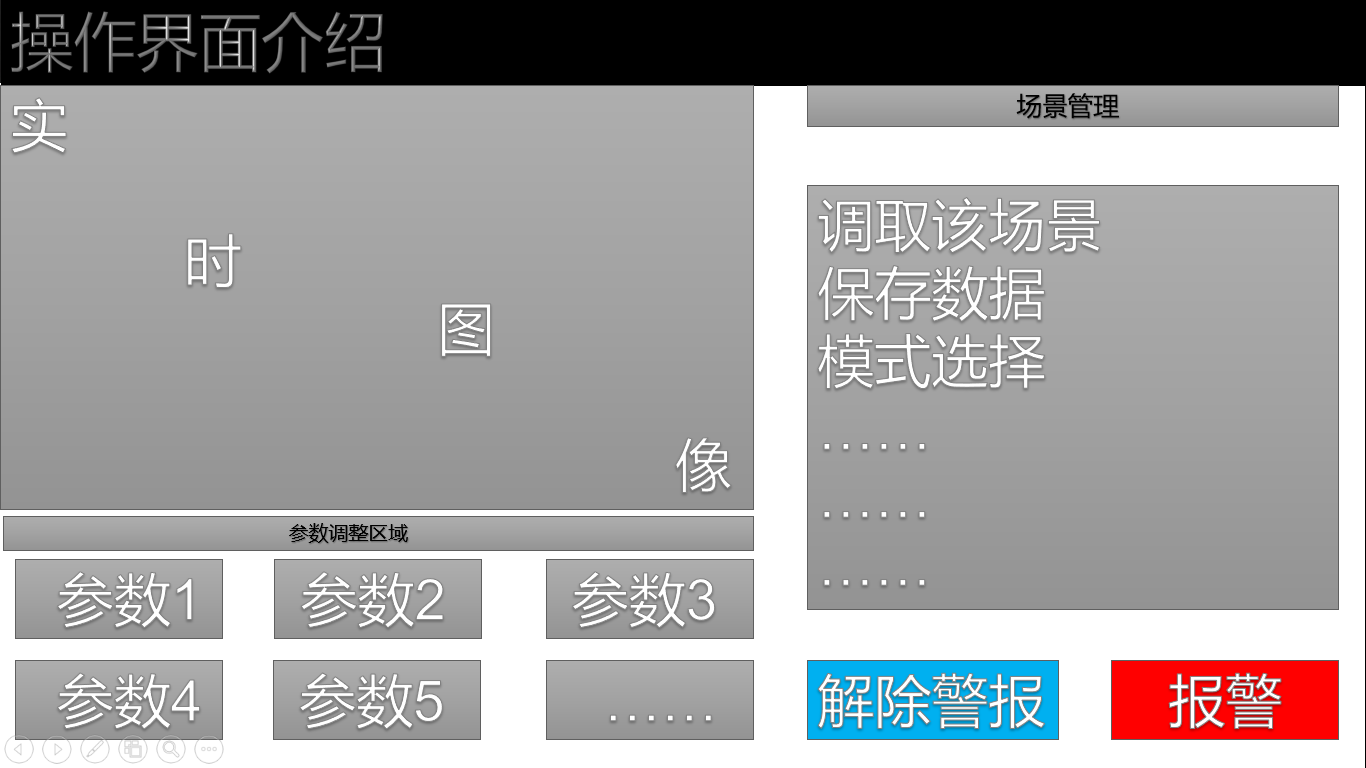 操作界面介绍
实
时
图
像
参数调整区域
参数1
参数2
参数3
参数4
参数5
……
场景管理
调取该场景
保存数据
模式选择
……
……
……
解除警报
报警